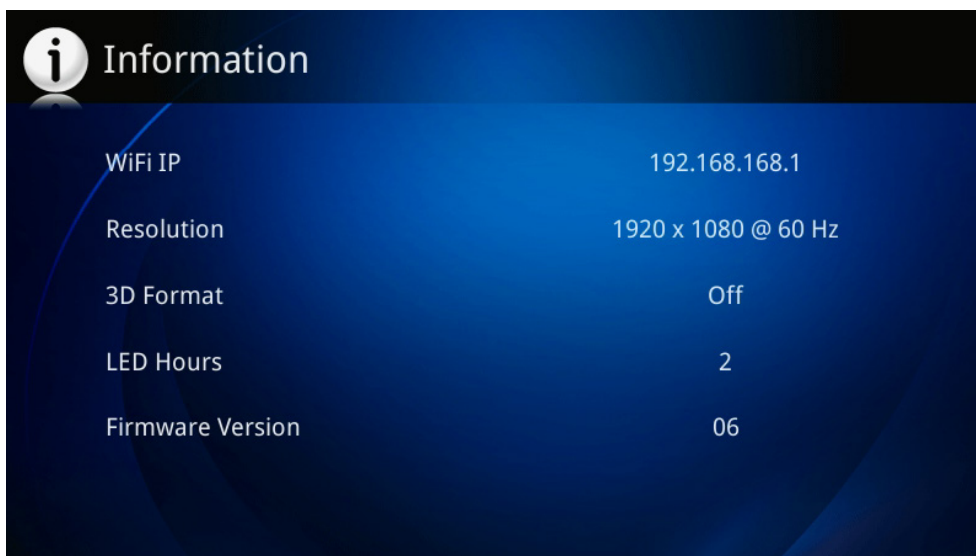 Information
WiFi IP 192.168.168.1
Resolution 1920 x 1080 @ 60 Hz
3D Format Off
LED Hours 2
Firmware Version 06